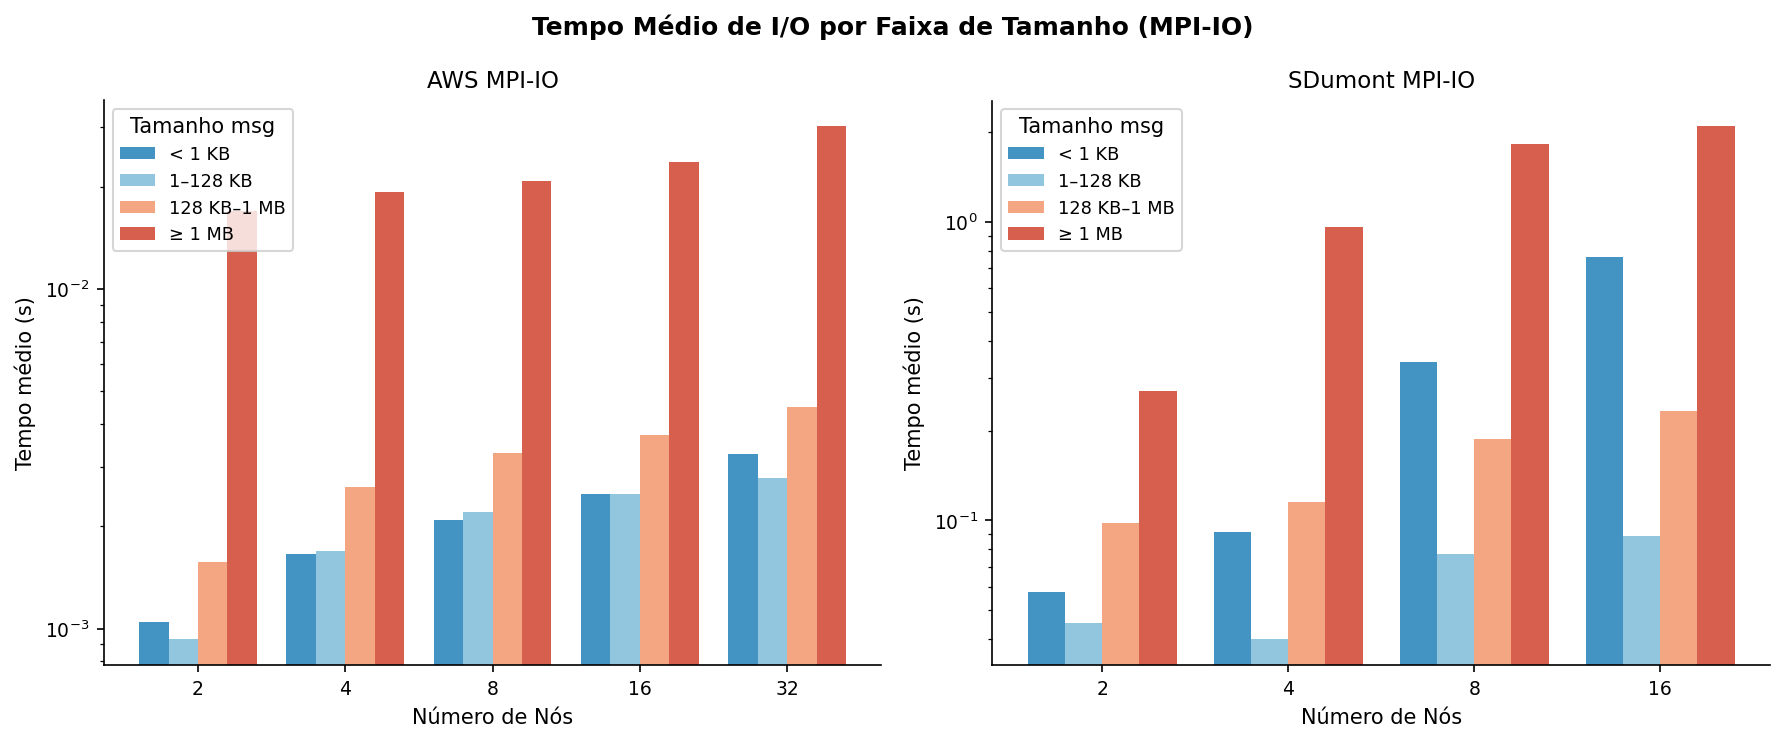 Tempo Médio de I/O por Faixa de Tamanho (MPI-IO)
AWS MPI-IO
Tamanho msg
< 1 KB
1–128 KB
128 KB–1 MB
≥ 1 MB
Tempo médio (s)
10⁻²
10⁻³
2 4 8 16 32
Número de Nós
SDumont MPI-IO
Tamanho msg
< 1 KB
1–128 KB
128 KB–1 MB
≥ 1 MB
Tempo médio (s)
10⁰
10⁻¹
2 4 8 16
Número de Nós